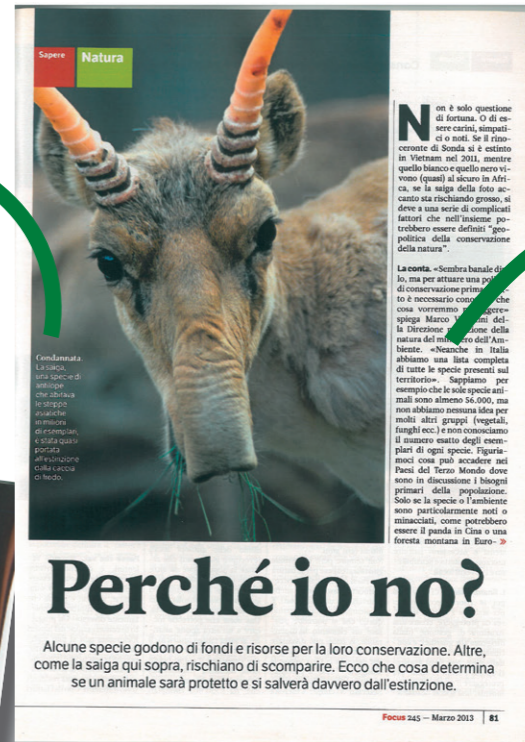 Sapere
Natura
Condannata.
La saiga,
una specie di
antilope
che abitava
le steppe
asiatiche
in milioni
di esemplari,
è stata quasi
portata
all'estinzione
dalla caccia
di frodo.
Non è solo questione
di fortuna. O di es-
sere carini, simpati-
ci o noti. Se il rino-
ceronte di Sonda si è estinto
in Vietnam nel 2011, mentre
quello bianco e quello nero vi-
vono (quasi) al sicuro in Afri-
ca, se la saiga della foto ac-
canto sta rischiando grosso, si
deve a una serie di complicati
fattori che nell'insieme po-
trebbero essere definiti "geo-
politica della conservazione
della natura".
La conta. «Sembra banale
lo, ma per attuare una
di conservazione prima
to è necessario che
cosa vorremmo
spiega Marco del-
la Direzione della
natura del dell'Am-
biente. «Neanche in Italia
abbiamo una lista completa
di tutte le specie presenti sul
territorio». Sappiamo per
esempio che le sole specie ani-
mali sono almeno 56.000, ma
non abbiamo nessuna idea per
molti altri gruppi (vegetali,
funghi ecc.) e non conosciamo
il numero esatto degli esem-
plari di ogni specie. Figuria-
moci cosa può accadere nei
Paesi del Terzo Mondo dove
sono in discussione i bisogni
primari della popolazione.
Solo se la specie o l'ambiente
sono particolarmente noti o
minacciati, come potrebbero
essere il panda in Cina o una
foresta montana in Euro- »
Perché io no?
Alcune specie godono di fondi e risorse per la loro conservazione. Altre,
come la saiga qui sopra, rischiano di scomparire. Ecco che cosa determina
se un animale sarà protetto e si salverà davvero dall'estinzione.
Focus 245 — Marzo 2013 | 81